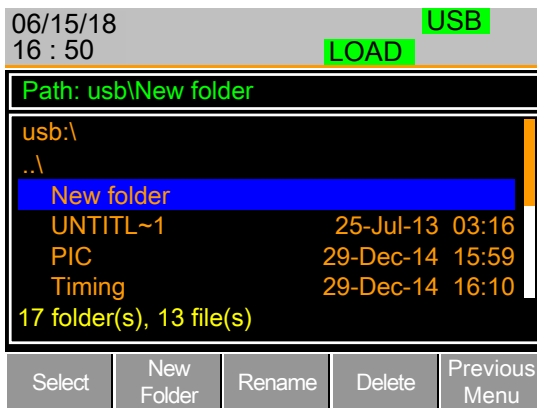 06/15/18 USB
16 : 50 LOAD
Path: usb\New folder
usb:\
..\
New folder
UNTITL~1 25-Jul-13 03:16
PIC 29-Dec-14 15:59
Timing 29-Dec-14 16:10
17 folder(s), 13 file(s)
Select New Folder Rename Delete Previous Menu